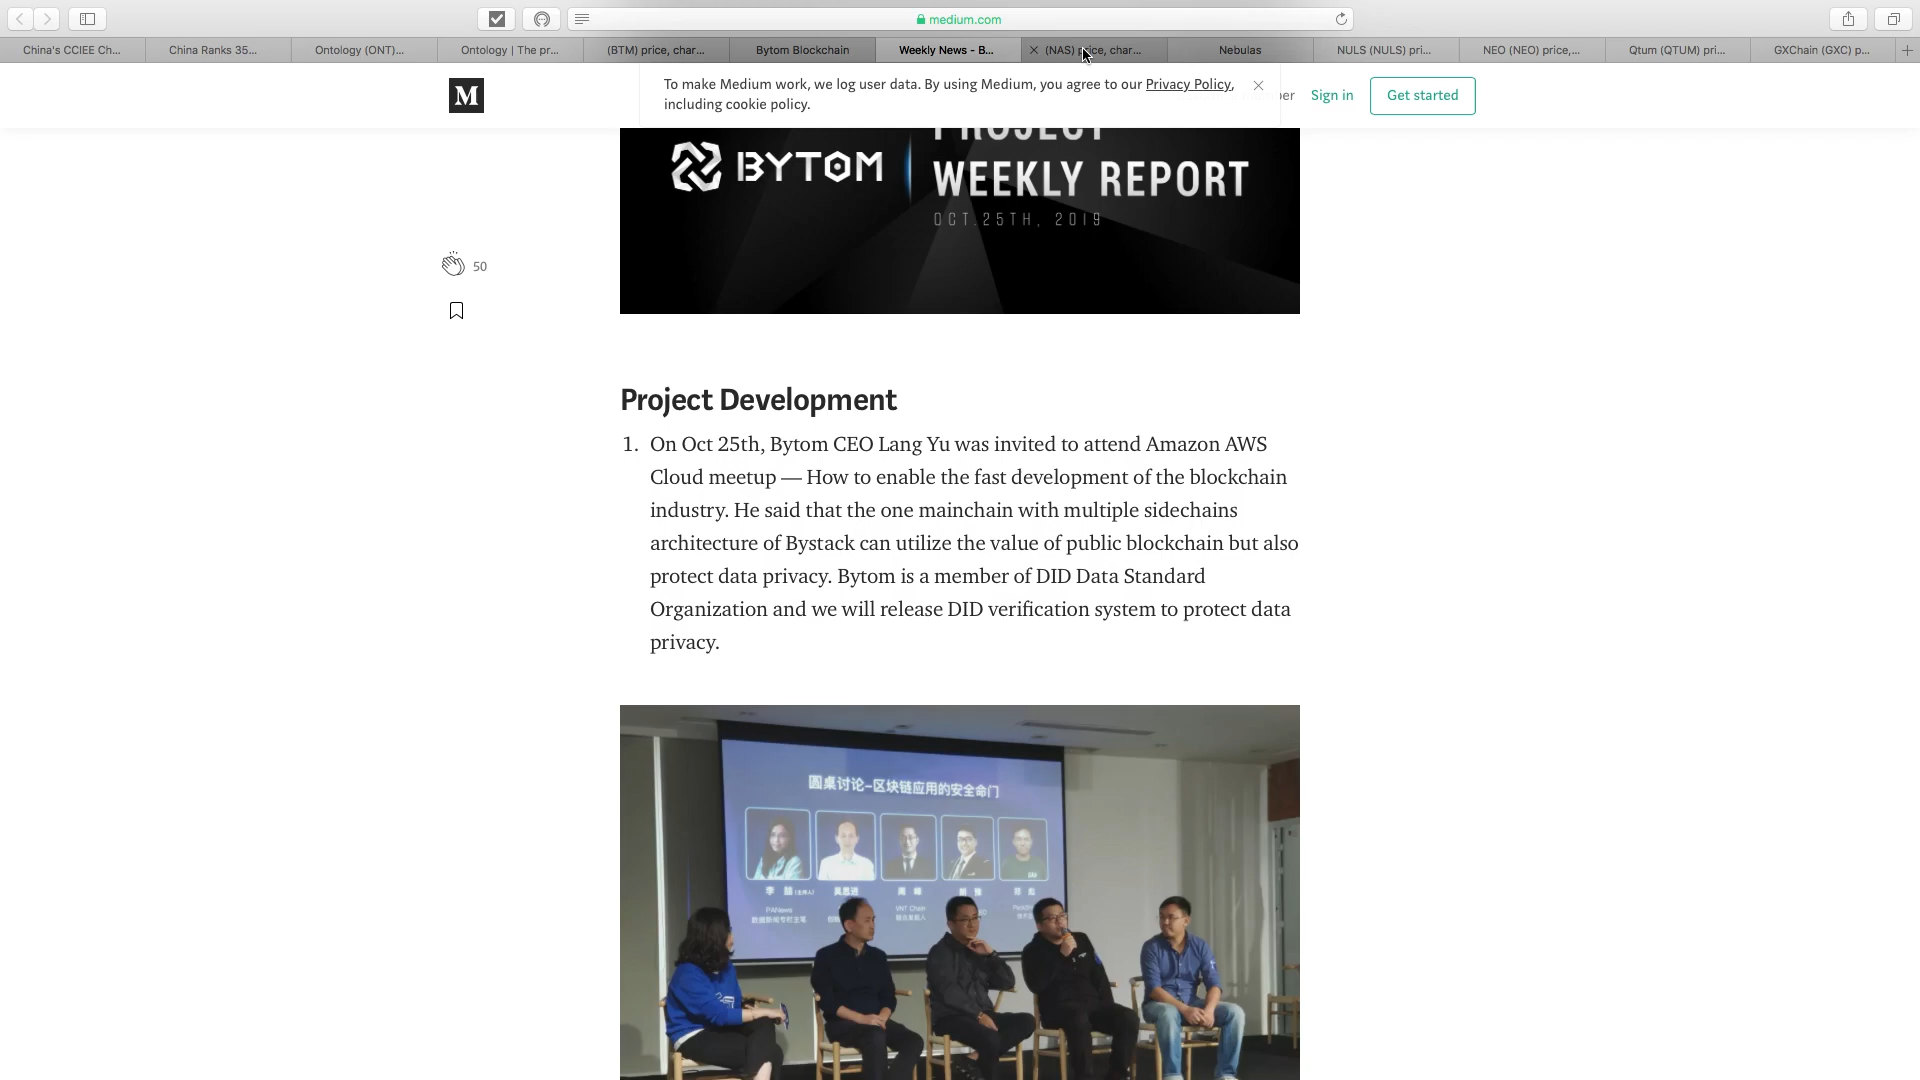 medium.com
China's CCIEE Ch...
China Ranks 35...
Ontology (ONT)...
Ontology | The pr...
(BTM) price, char...
Bytom Blockchain
Weekly News - B...
(NAS) price, char...
Nebulas
NULS (NULS) pri...
NEO (NEO) price,...
Qtum (QTUM) pri...
GXChain (GXC) p...
M
To make Medium work, we log user data. By using Medium, you agree to our Privacy Policy,
including cookie policy.
Sign in
Get started
BYTOM
PROJECT
WEEKLY REPORT
OCT.25TH, 2019
50
Project Development
1. On Oct 25th, Bytom CEO Lang Yu was invited to attend Amazon AWS
Cloud meetup — How to enable the fast development of the blockchain
industry. He said that the one mainchain with multiple sidechains
architecture of Bystack can utilize the value of public blockchain but also
protect data privacy. Bytom is a member of DID Data Standard
Organization and we will release DID verification system to protect data
privacy.
圆桌讨论-区块链应用的安全命门
PANews
VNT Chain